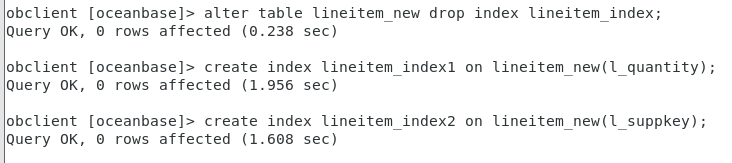 obclient [oceanbase]> alter table lineitem_new drop index lineitem_index;
Query OK, 0 rows affected (0.238 sec)
obclient [oceanbase]> create index lineitem_index1 on lineitem_new(l_quantity);
Query OK, 0 rows affected (1.956 sec)
obclient [oceanbase]> create index lineitem_index2 on lineitem_new(l_suppkey);
Query OK, 0 rows affected (1.608 sec)